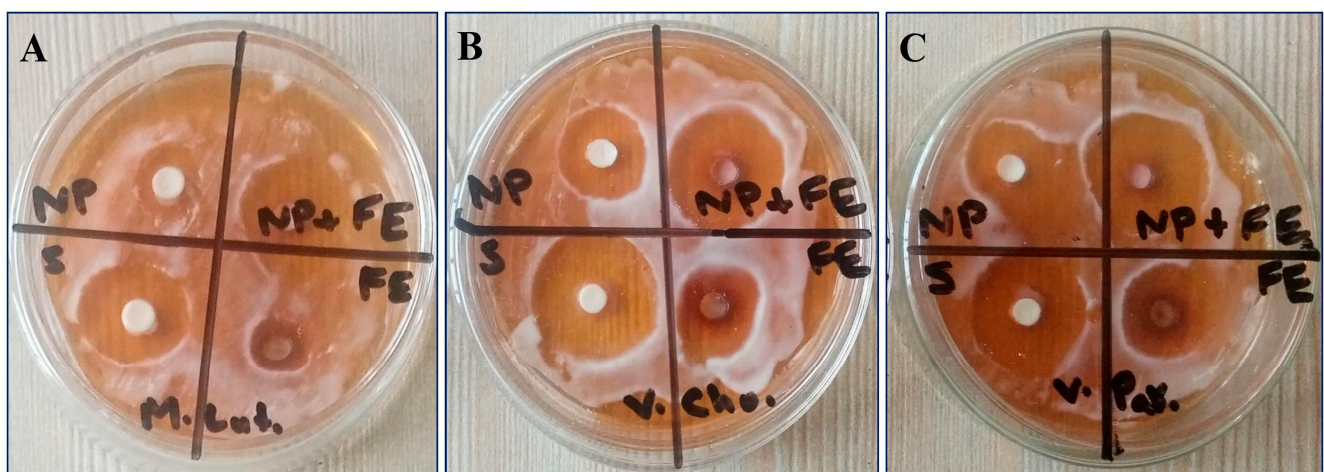 A
NP
NP+ FE
S
FE
M. Lut.
B
NP
NP+ FE
S
FE
V. Cho.
C
NP
NP + FE
S
FE
V. Par.